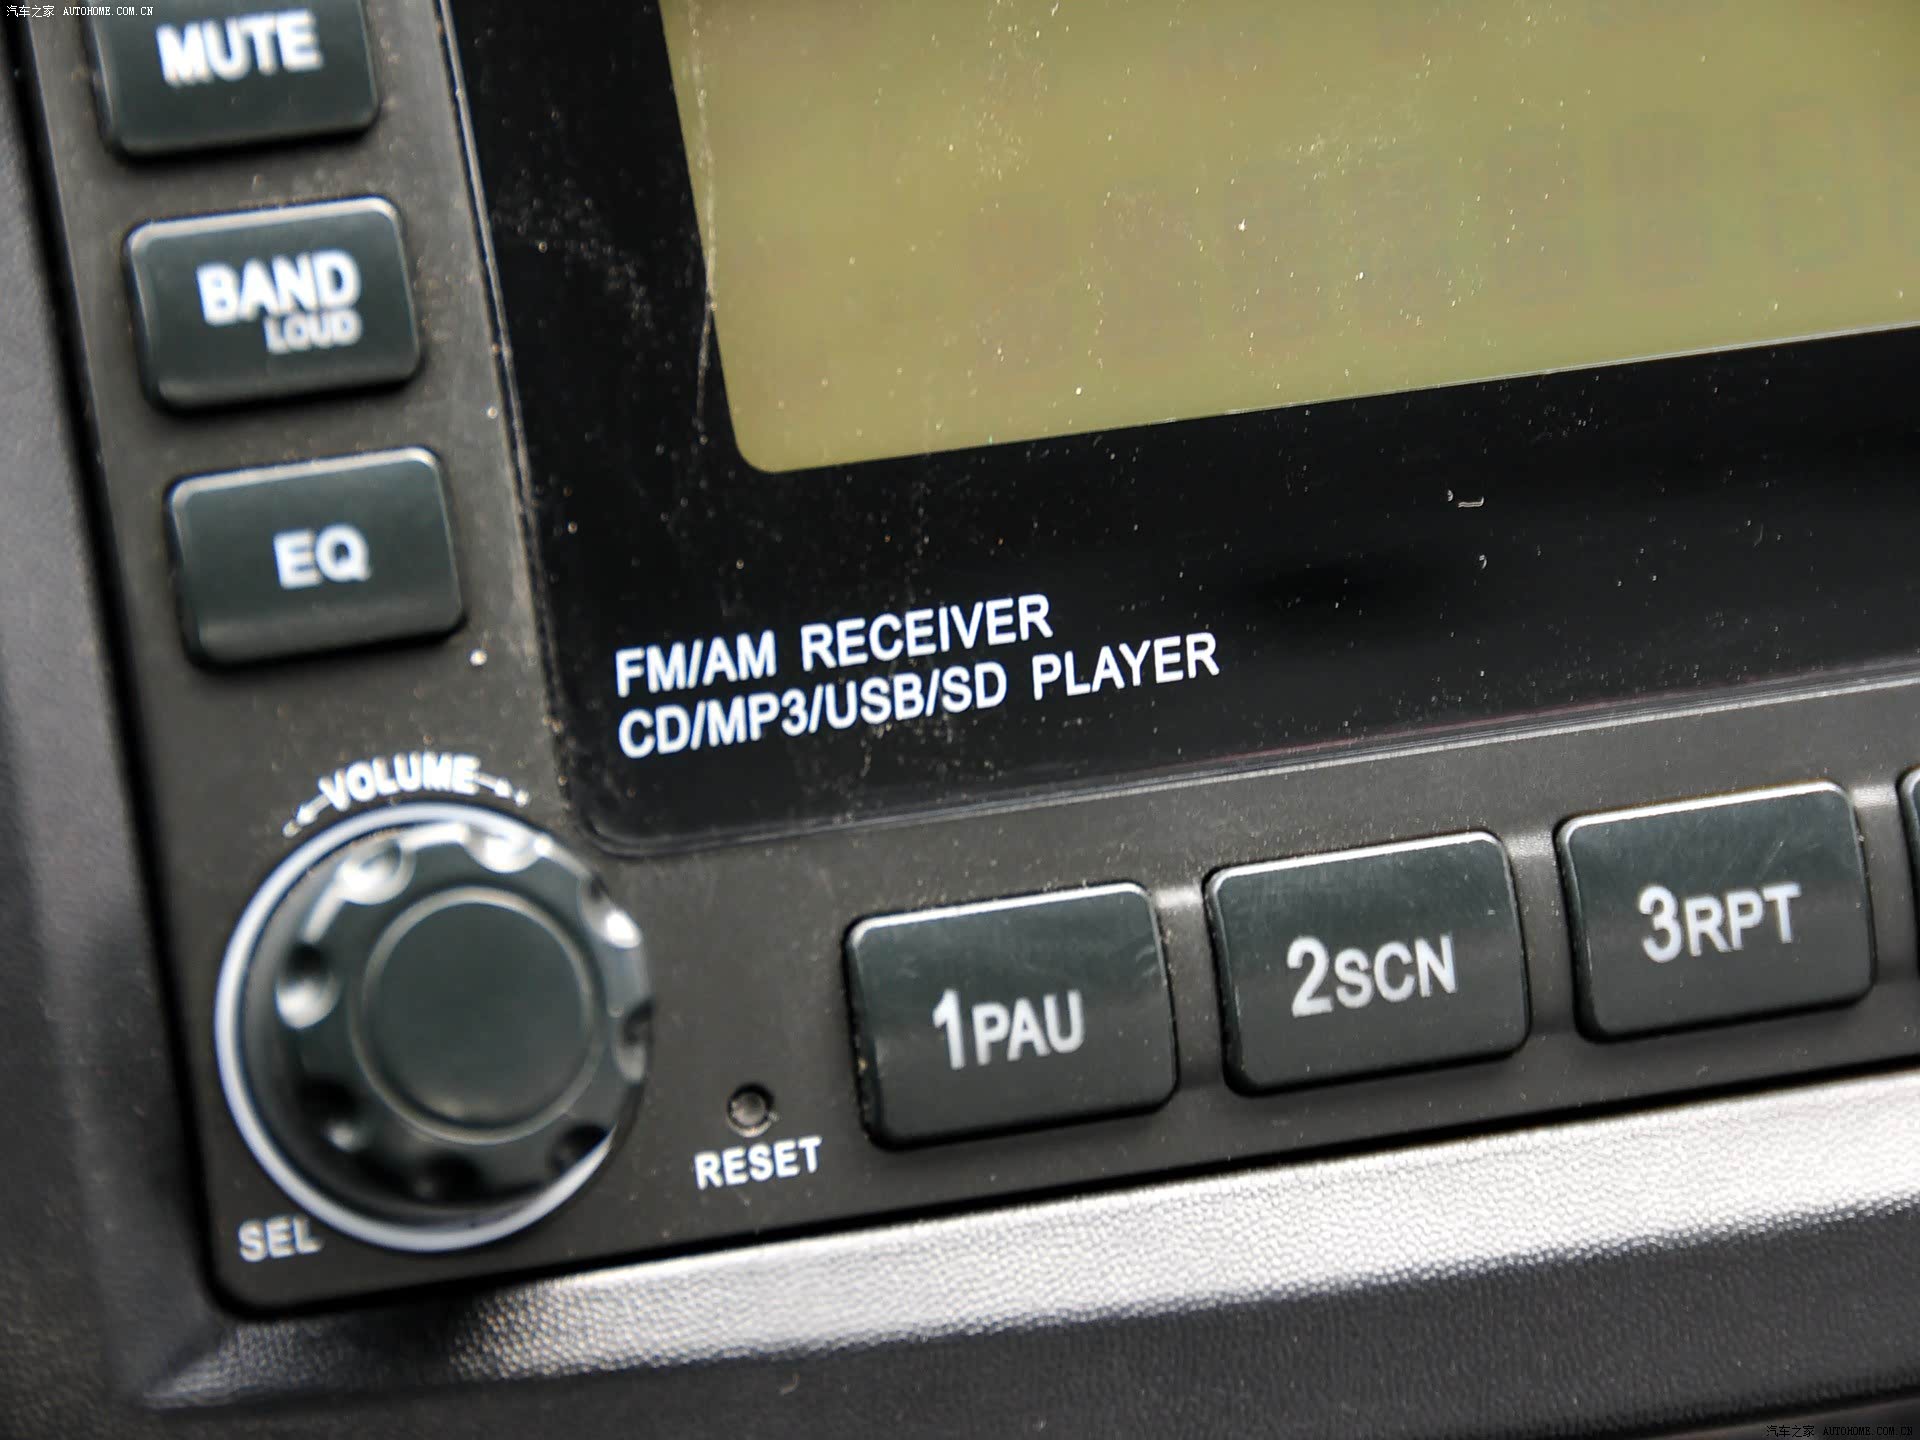 汽车之家 AUTOHOME.COM.CN
MUTE
BAND
LOUD
EQ
FM/AM RECEIVER
CD/MP3/USB/SD PLAYER
VOLUME
1PAU
2SCN
3RPT
RESET
SEL
汽车之家 AUTOHOME.COM.CN